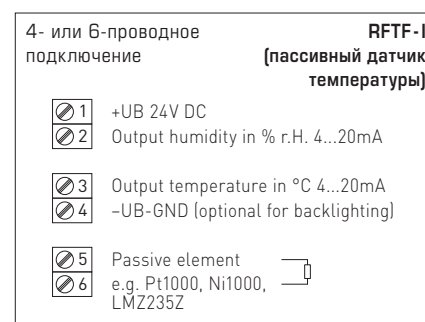 4- или 6-проводное RFTF-I
подключение (пассивный датчик
температуры)
1 +UB 24V DC
2 Output humidity in % r.H. 4...20mA
3 Output temperature in °C 4...20mA
4 –UB-GND (optional for backlighting)
5 Passive element
6 e.g. Pt1000, Ni1000,
LMZ235Z